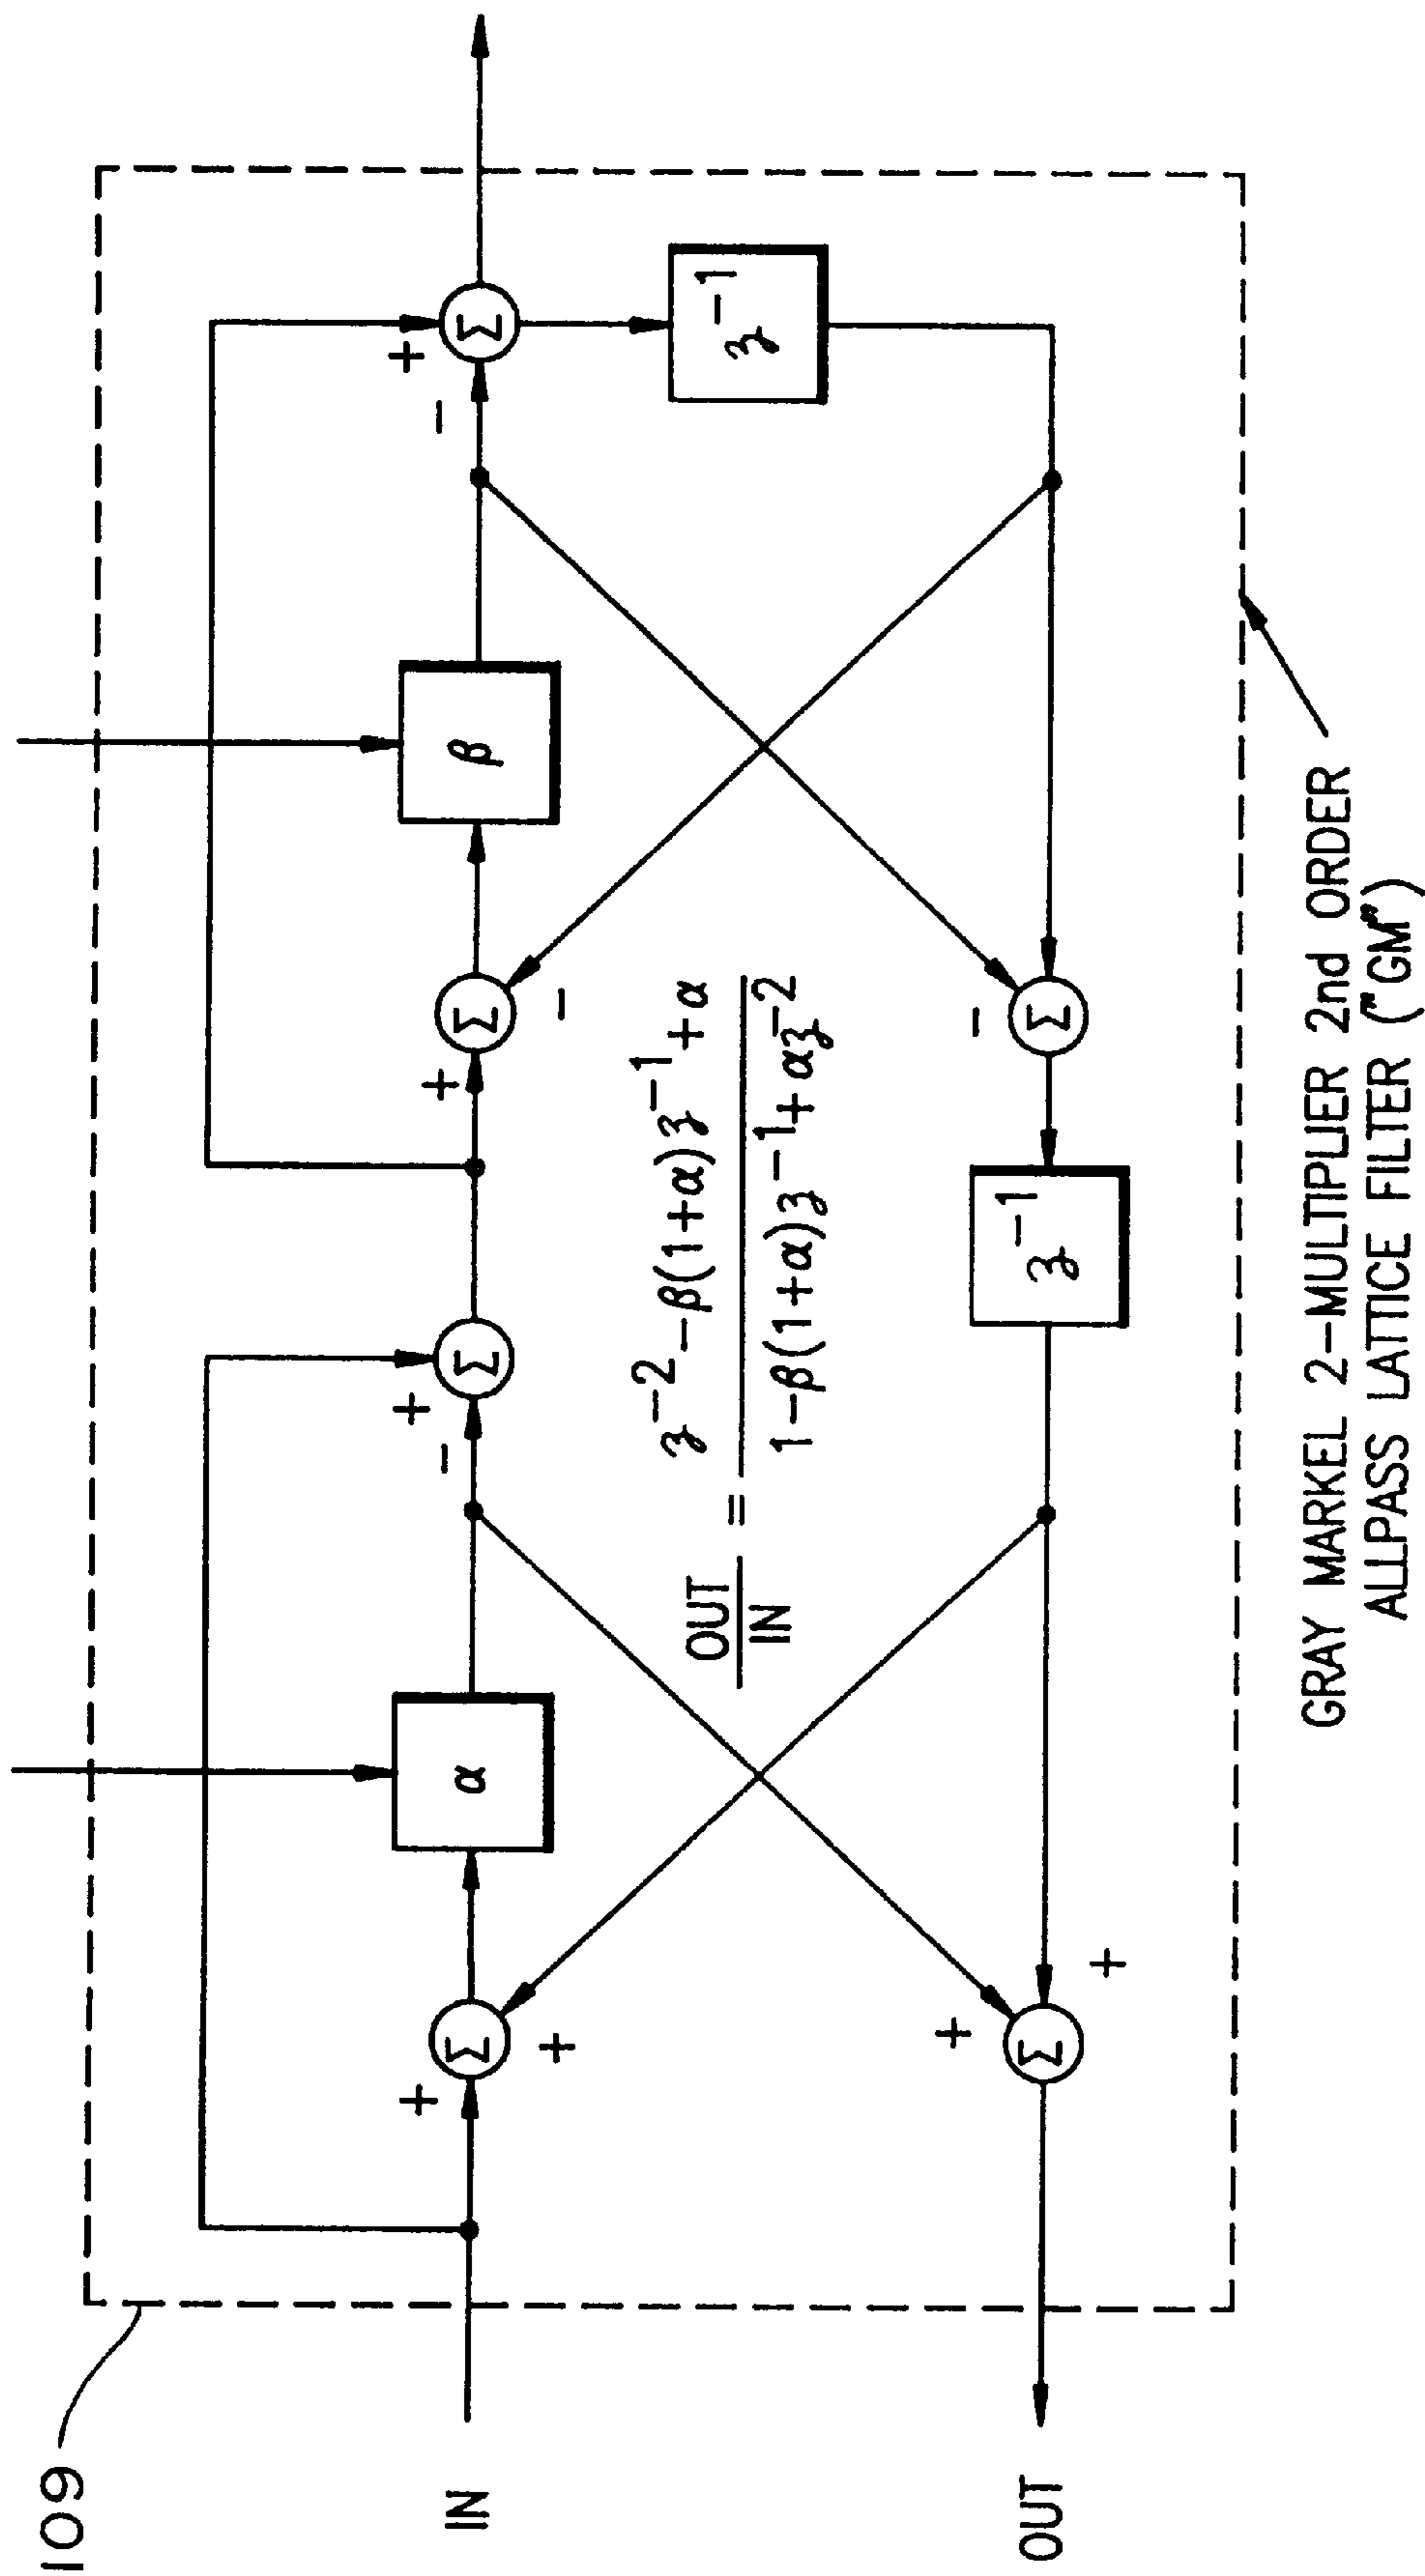 109
IN
OUT
+
+
Σ
α
-
+
Σ
+
-
Σ
β
-
+
Σ
z⁻¹
+
+
Σ
z⁻¹
-
Σ
OUT/IN = (z⁻² - β(1+α)z⁻¹ + α)/(1 - β(1+α)z⁻¹ + αz⁻²)
GRAY MARKEL 2-MULTIPLIER 2nd ORDER
ALLPASS LATTICE FILTER ("GM")